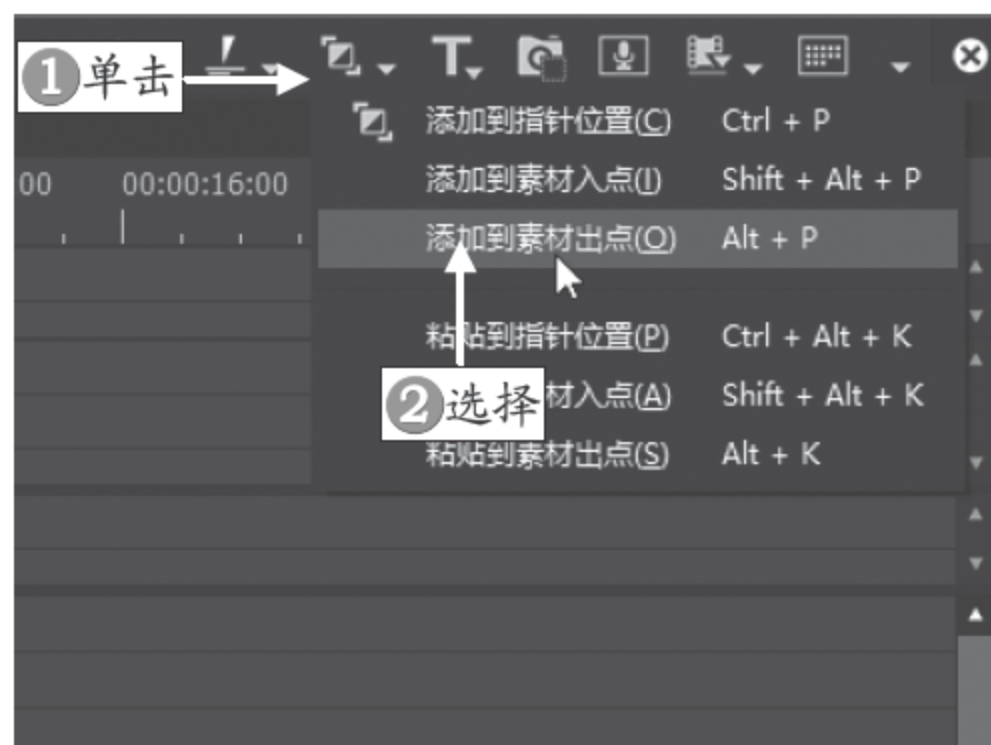 1 单击
添加到指针位置(C) Ctrl + P
00 00:00:16:00
添加到素材入点(I) Shift + Alt + P
添加到素材出点(O) Alt + P
粘贴到指针位置(P) Ctrl + Alt + K
2 选择
材入点(A) Shift + Alt + K
粘贴到素材出点(S) Alt + K